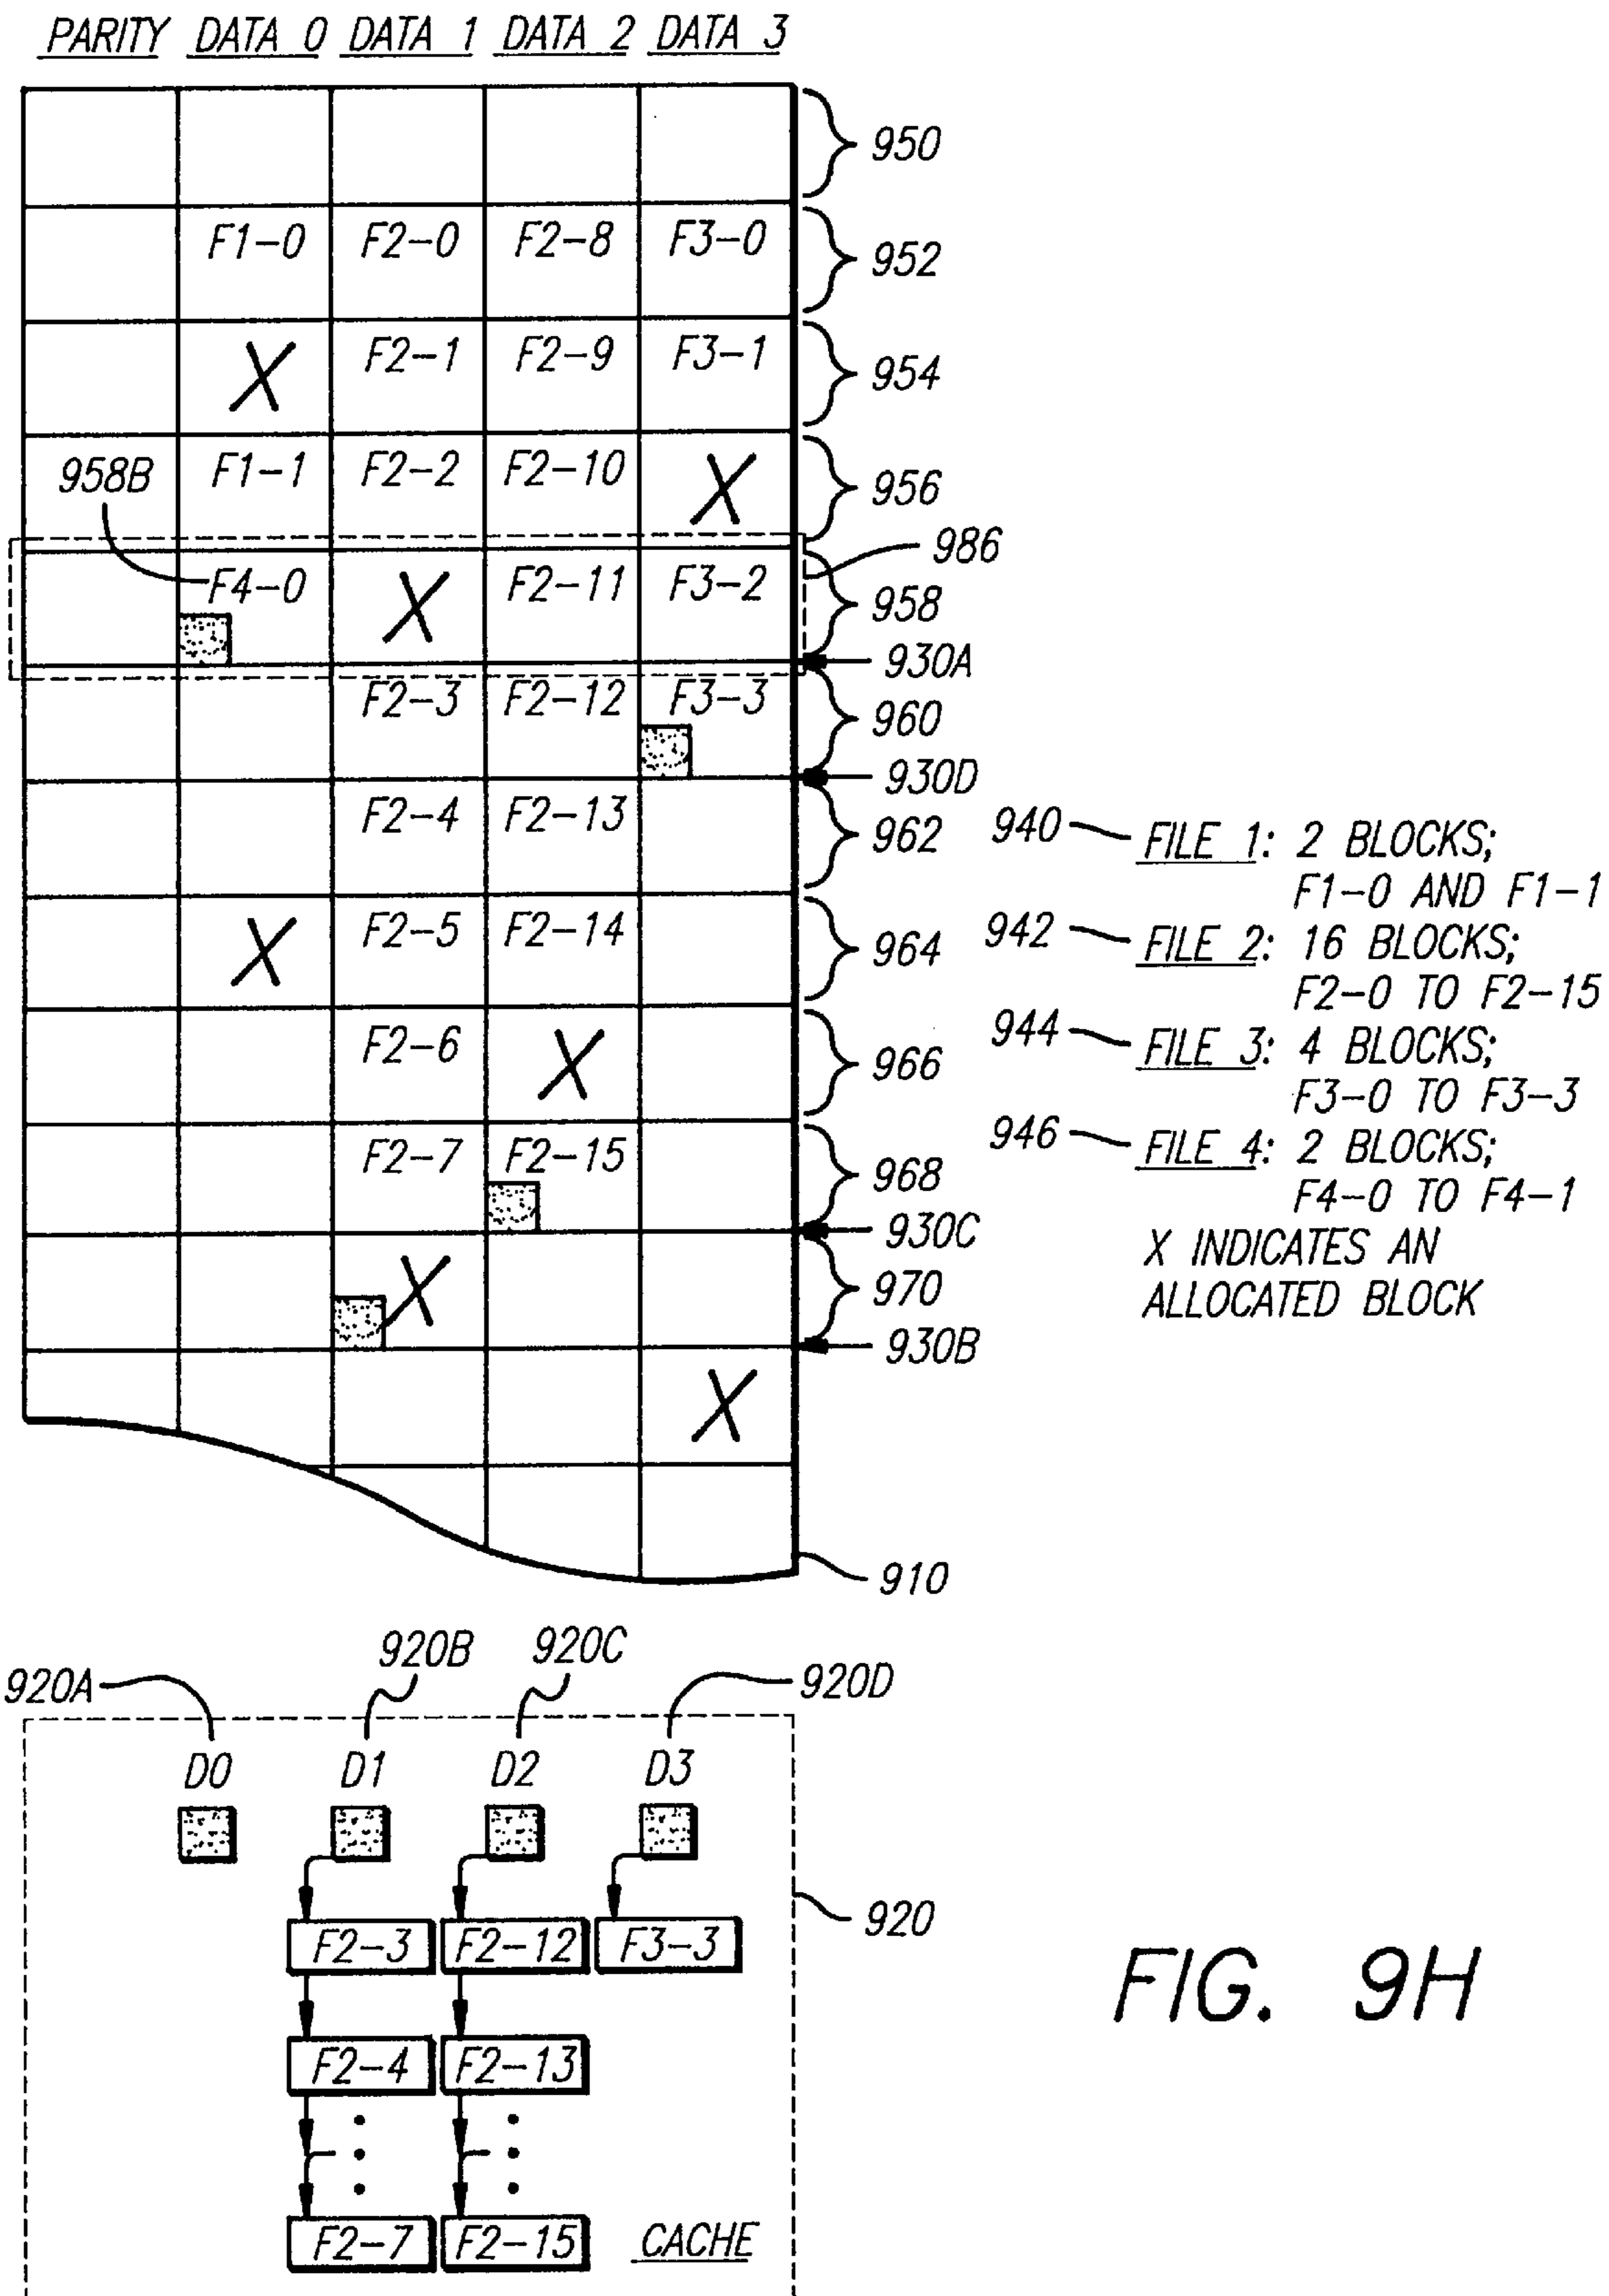 PARITY DATA 0 DATA 1 DATA 2 DATA 3
950
F1-0 F2-0 F2-8 F3-0 952
X F2-1 F2-9 F3-1 954
958B F1-1 F2-2 F2-10 X 956
986
F4-0 X F2-11 F3-2 958
930A
F2-3 F2-12 F3-3 960
930D
F2-4 F2-13 962
X F2-5 F2-14 964
F2-6 X 966
F2-7 F2-15 968
930C
X 970
930B
X
910
940 FILE 1: 2 BLOCKS;
F1-0 AND F1-1
942 FILE 2: 16 BLOCKS;
F2-0 TO F2-15
944 FILE 3: 4 BLOCKS;
F3-0 TO F3-3
946 FILE 4: 2 BLOCKS;
F4-0 TO F4-1
X INDICATES AN
ALLOCATED BLOCK
920A 920B 920C 920D
D0 D1 D2 D3
920
F2-3 F2-12 F3-3
F2-4 F2-13
F2-7 F2-15 CACHE
FIG. 9H